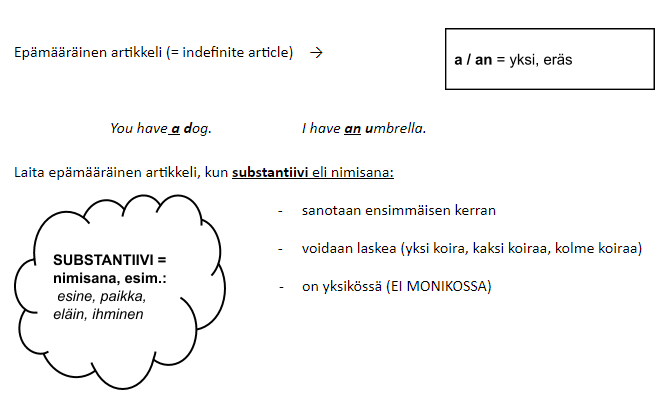 Epämääräinen artikkeli (= indefinite article) →
a / an = yksi, eräs
You have a dog.
I have an umbrella.
Laita epämääräinen artikkeli, kun substantiivi eli nimisana:
- sanotaan ensimmäisen kerran
- voidaan laskea (yksi koira, kaksi koiraa, kolme koiraa)
- on yksikössä (EI MONIKOSSA)
SUBSTANTIIVI =
nimisana, esim.:
esine, paikka,
eläin, ihminen